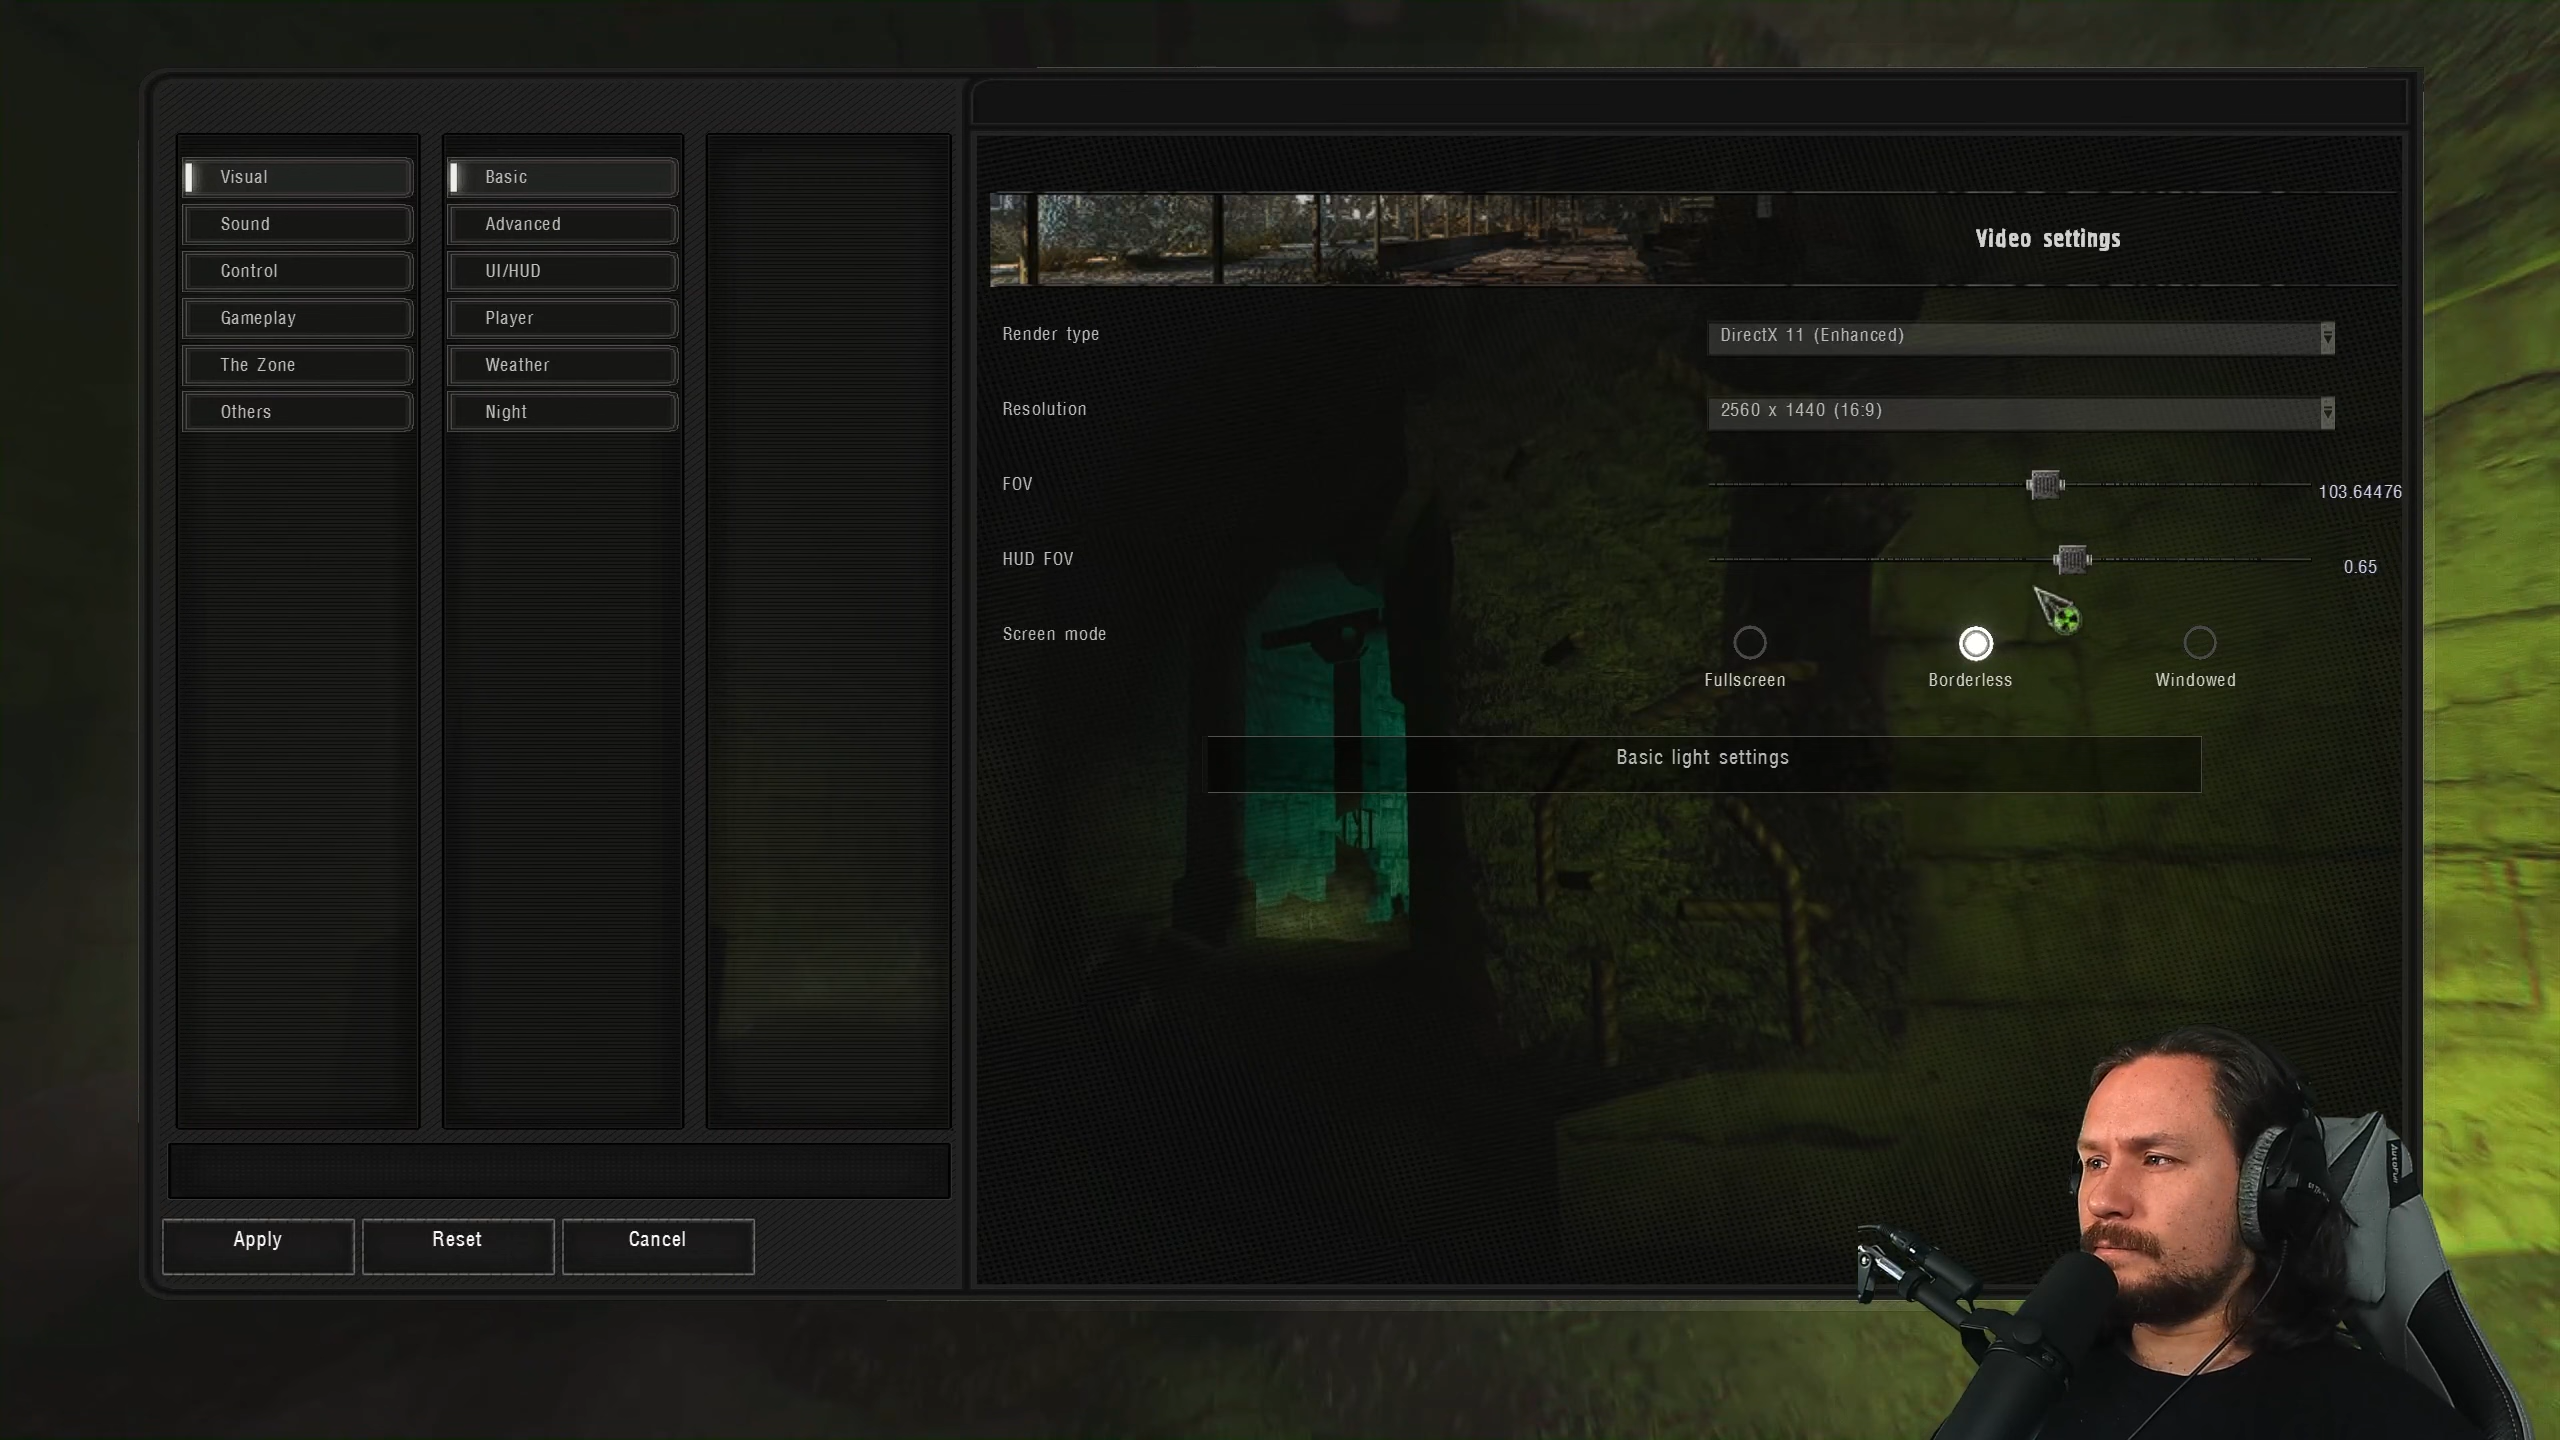 Visual
Sound
Control
Gameplay
The Zone
Others
Basic
Advanced
UI/HUD
Player
Weather
Night
Video settings
Render type
DirectX 11 (Enhanced)
Resolution
2560 x 1440 (16:9)
FOV
103.64476
HUD FOV
0.65
Screen mode
Fullscreen
Borderless
Windowed
Basic light settings
Apply
Reset
Cancel